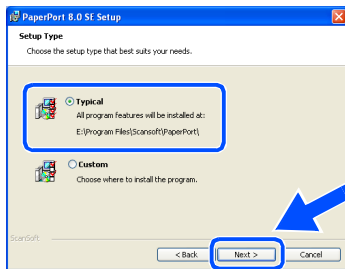 PaperPort 8.0 SE Setup
Setup Type
Choose the setup type that best suits your needs.
Typical
All program features will be installed at:
E:\Program Files\Scansoft\PaperPort\
Custom
Choose where to install the program.
ScanSoft
< Back Next > Cancel